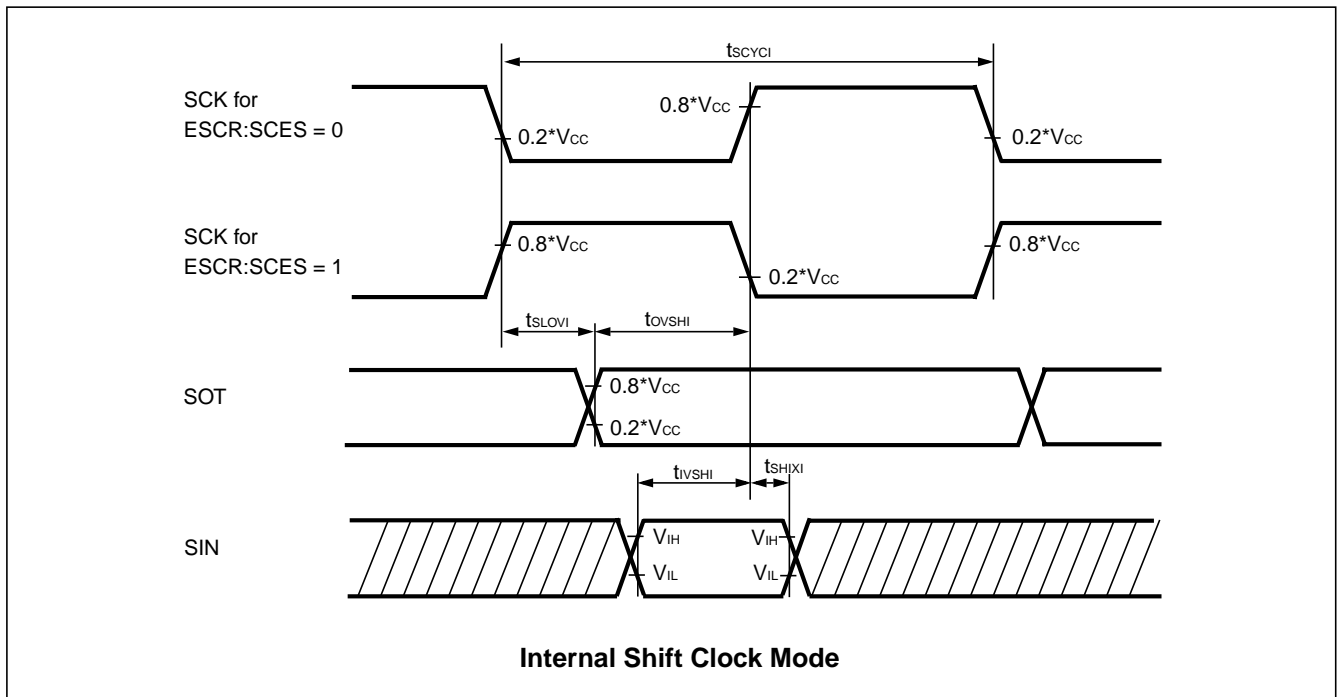 tSCYCI
SCK for
ESCR:SCES = 0
0.8*VCC
0.2*VCC
0.2*VCC
SCK for
ESCR:SCES = 1
0.8*VCC
0.8*VCC
0.2*VCC
tSLOVI
tOVSHI
SOT
0.8*VCC
0.2*VCC
tIVSHI
tSHIXI
SIN
VIH
VIH
VIL
VIL
Internal Shift Clock Mode